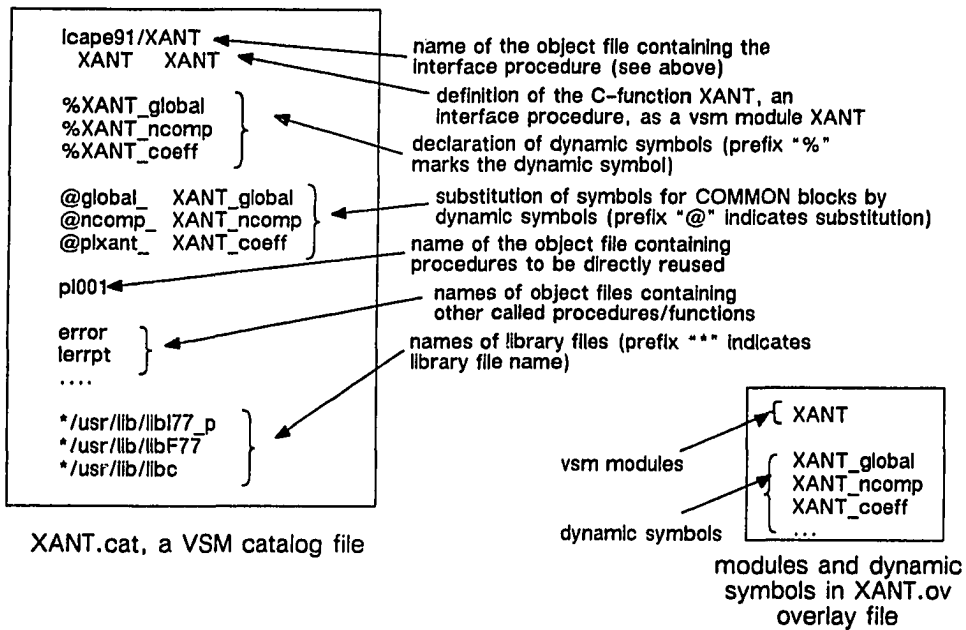 icape91/XANT
XANT XANT
%XANT_global
%XANT_ncomp
%XANT_coeff
@global_ XANT_global
@ncomp_ XANT_ncomp
@plxant_ XANT_coeff
pl001
error
lerrpt
....
*/usr/lib/libI77_p
*/usr/lib/libF77
*/usr/lib/libc
name of the object file containing the
interface procedure (see above)
definition of the C-function XANT, an
interface procedure, as a vsm module XANT
declaration of dynamic symbols (prefix "%"
marks the dynamic symbol)
substitution of symbols for COMMON blocks by
dynamic symbols (prefix "@" indicates substitution)
name of the object file containing
procedures to be directly reused
names of object files containing
other called procedures/functions
names of library files (prefix "*" indicates
library file name)
XANT.cat, a VSM catalog file
vsm modules
dynamic symbols
XANT
XANT_global
XANT_ncomp
XANT_coeff
...
modules and dynamic
symbols in XANT.ov
overlay file